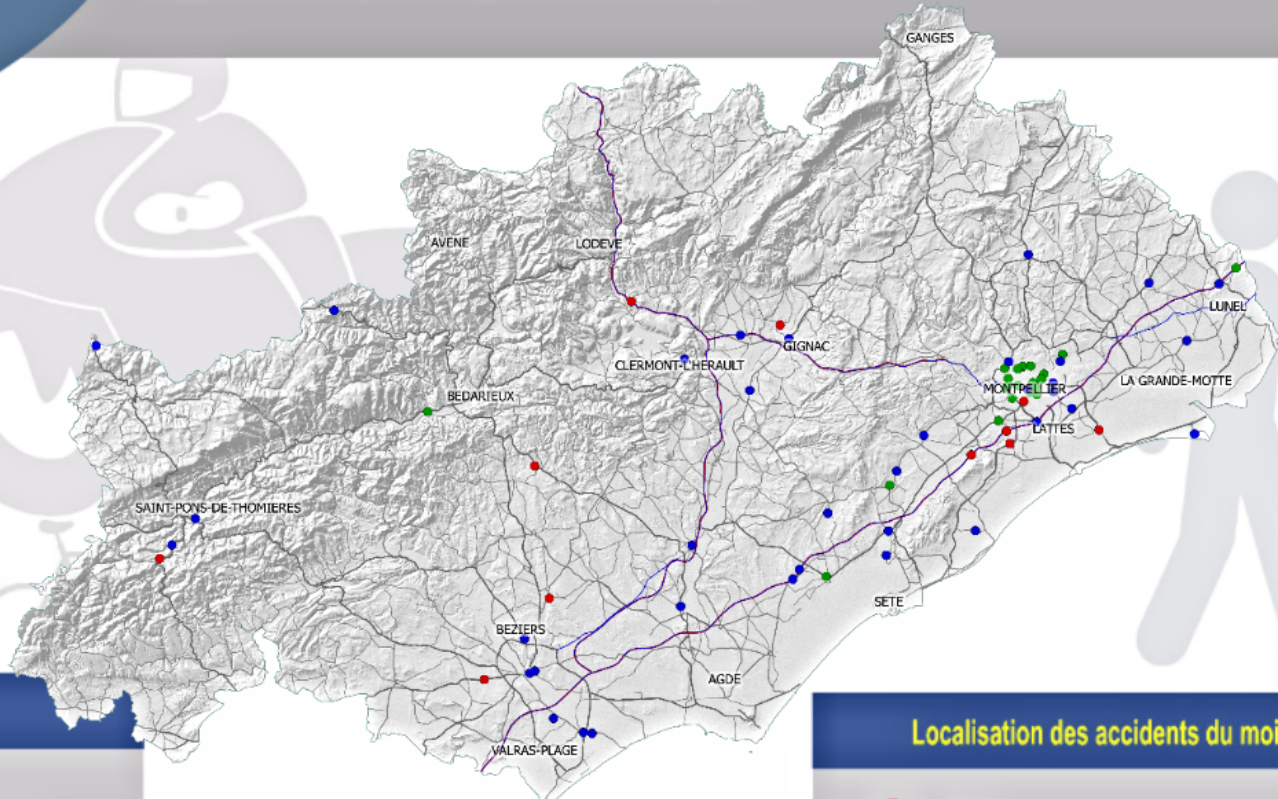 GANGES
AVENE
LODEVE
LUNEL
GIGNAC
CLERMONT-L'HERAULT
LA GRANDE-MOTTE
MONTPELLIER
BEDARIEUX
LATTES
SAINT-PONS-DE-THOMIERES
SETE
BEZIERS
AGDE
Localisation des accidents du moi
VALRAS-PLAGE